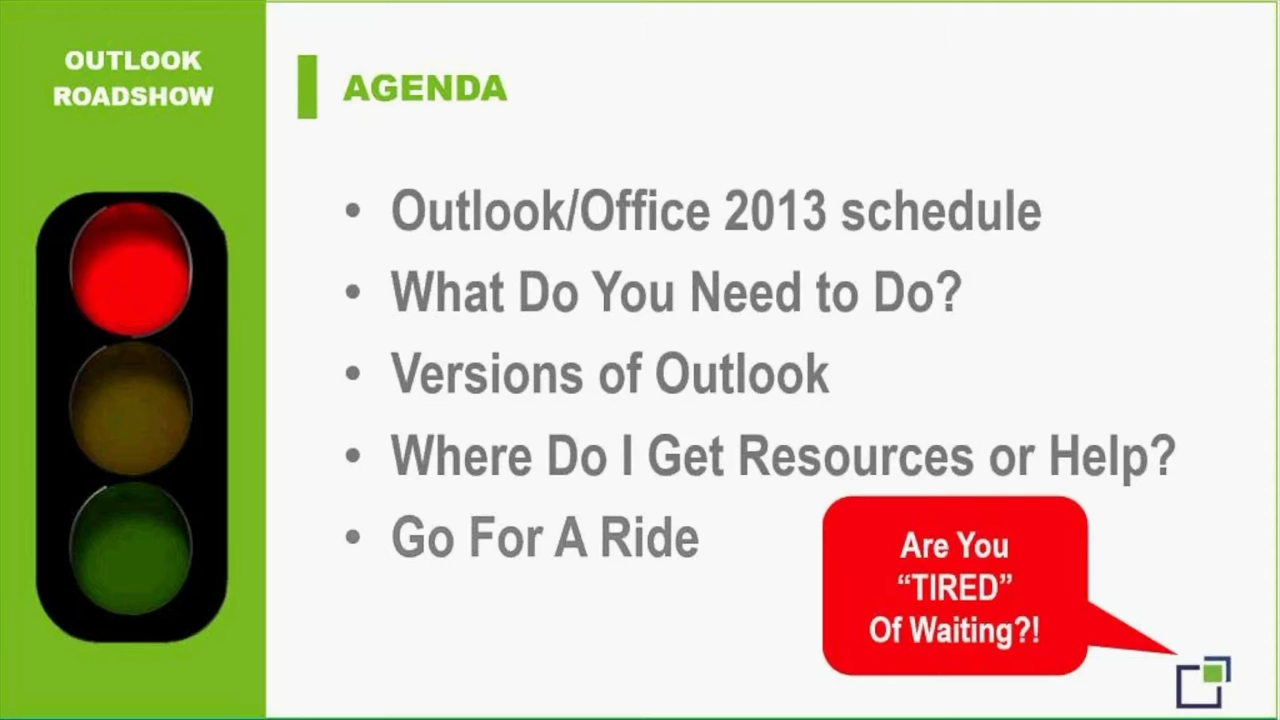 OUTLOOK
ROADSHOW
AGENDA
• Outlook/Office 2013 schedule
• What Do You Need to Do?
• Versions of Outlook
• Where Do I Get Resources or Help?
• Go For A Ride
Are You
“TIRED”
Of Waiting?!